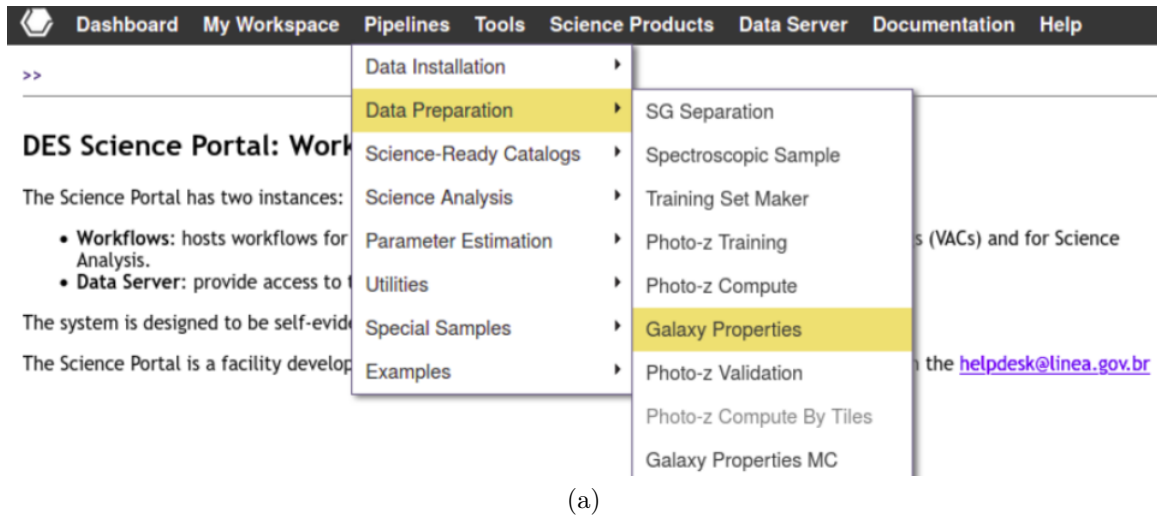 Dashboard My Workspace Pipelines Tools Science Products Data Server Documentation Help
>>
Data Installation
Data Preparation
Science-Ready Catalogs
Science Analysis
Parameter Estimation
Utilities
Special Samples
Examples
SG Separation
Spectroscopic Sample
Training Set Maker
Photo-z Training
Photo-z Compute
Galaxy Properties
Photo-z Validation
Photo-z Compute By Tiles
Galaxy Properties MC
DES Science Portal:
The Science Portal has two instances:
• Workflows: hosts workflows for
(VACs) and for Science
Analysis.
• Data Server: provide access to
The system is designed to be
The Science Portal is a facility
the helpdesk@linea.gov.br
(a)